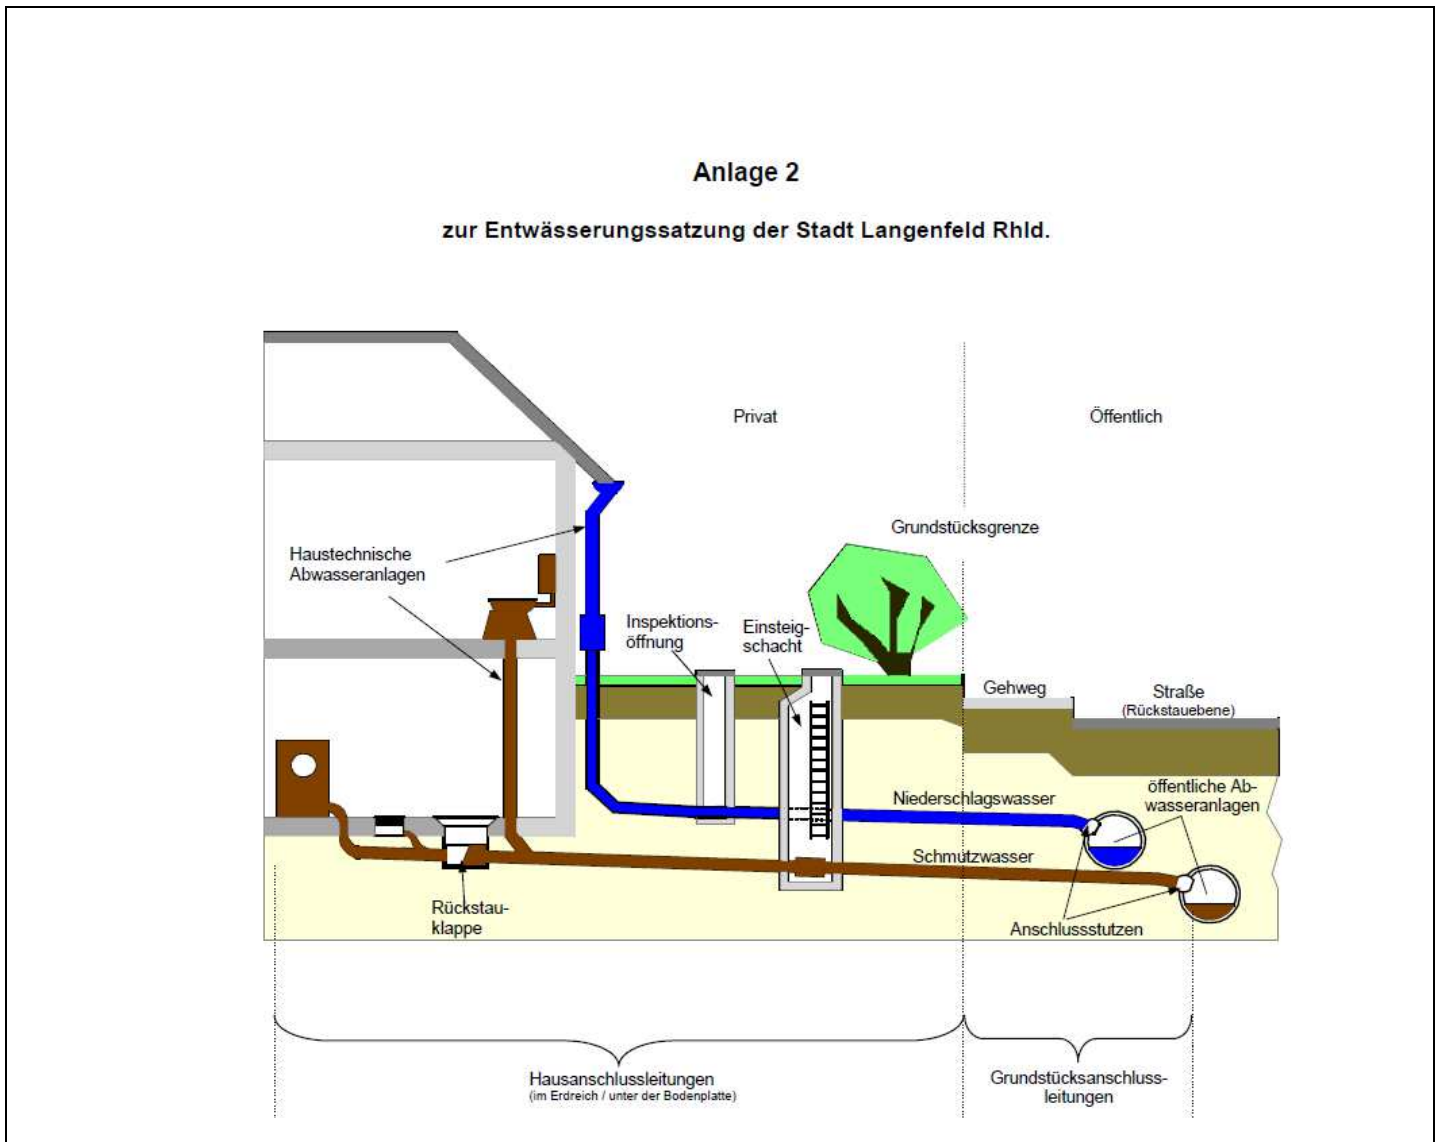 Anlage 2
zur Entwässerungssatzung der Stadt Langenfeld Rhld.
Privat
Öffentlich
Grundstücksgrenze
Haustechnische
Abwasseranlagen
Inspektions-
öffnung
Einsteig-
schacht
Gehweg
Straße
(Rückstauebene)
öffentliche Ab-
wasseranlagen
Niederschlagswasser
Schmutzwasser
Rückstau-
klappe
Anschlussstutzen
Hausanschlussleitungen
(im Erdreich / unter der Bodenplatte)
Grundstücksanschluss-
leitungen